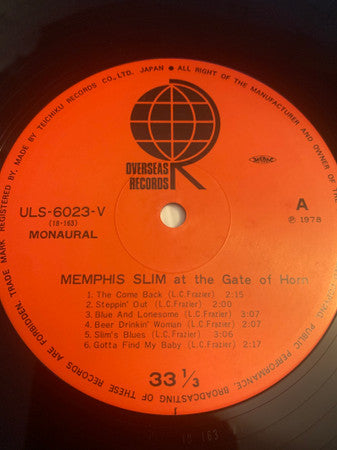 TRADE MARK REGISTERED. MADE BY TEICHIKU RECORDS CO., LTD. JAPAN ● ALL RIGHT OF THE MANUFACTURER AND OWNER OF THE
PUBLIC PERFORMANCE, BROADCASTING OF THESE RECORDS ARE FORBIDDEN.
OVERSEAS
RECORDS
R
ULS-6023-V
(18-163)
MONAURAL
A
Ⓟ 1978
MEMPHIS SLIM at the Gate of Horn
1. The Come Back (L.C.Frazier) 2:15
2. Steppin' Out (L.C.Frazier) 2:00
3. Blue And Lonesome (L.C.Frazier) 3:07
4. Beer Drinkin' Woman (L.C.Frazier) 3:07
5. Slim's Blues (L.C.Frazier) 3:06
6. Gotta Find My Baby (L.C.Frazier) 2:17
33 1/3